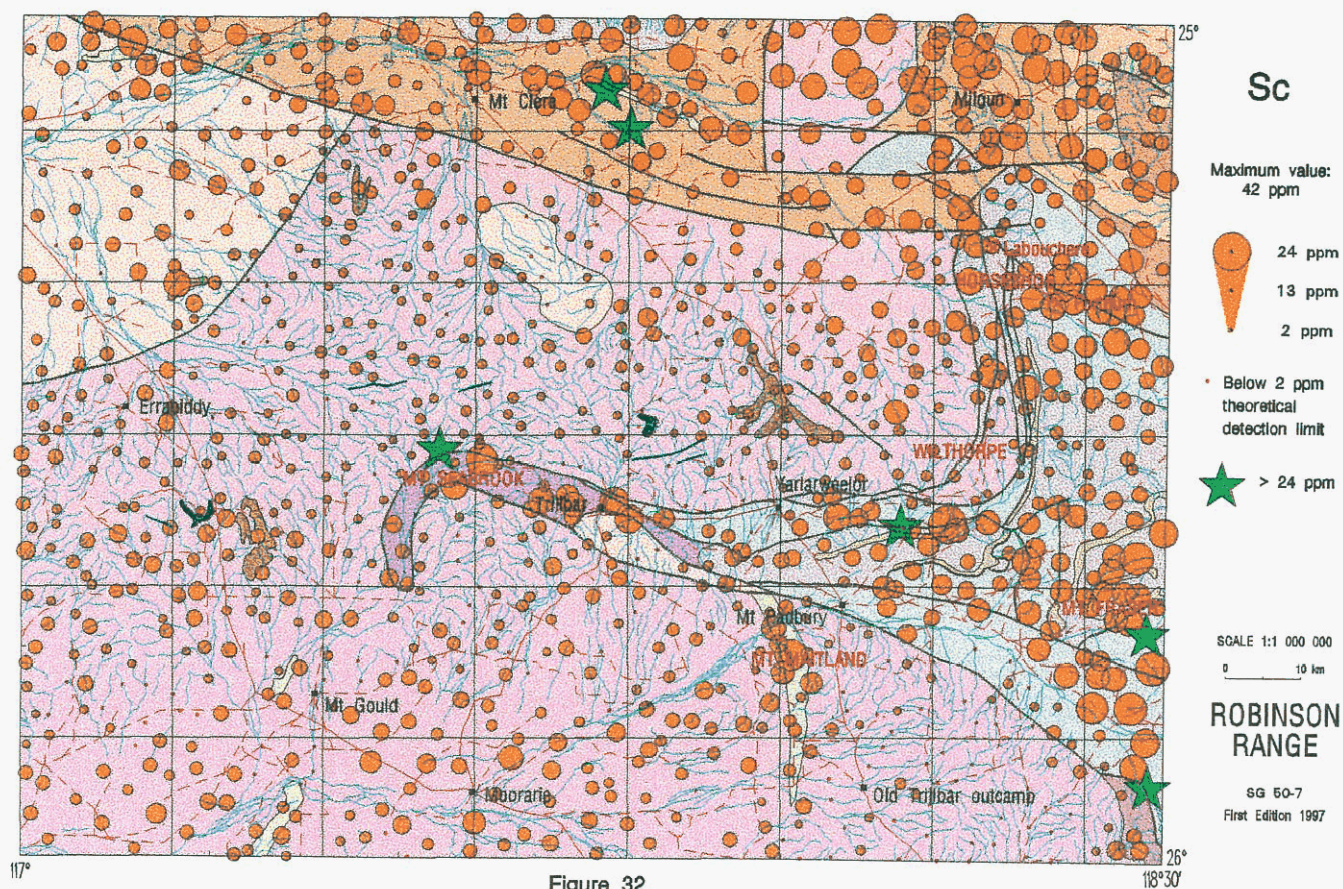 25°
Sc
Mt Clere
Milgun
Maximum value:
42 ppm
24 ppm
13 ppm
2 ppm
Labouchere
Below 2 ppm
theoretical
detection limit
Errabiddy
> 24 ppm
WILTHORPE
MT SEABROOK
Yarlarweelor
Trillbar
Mt Padbury
MT MAITLAND
SCALE 1:1 000 000
0 10 km
Mt Gould
ROBINSON
RANGE
Moorarie
Old Trillbar outcamp
SG 50-7
First Edition 1997
117°
26°
118°30'
Figure 32